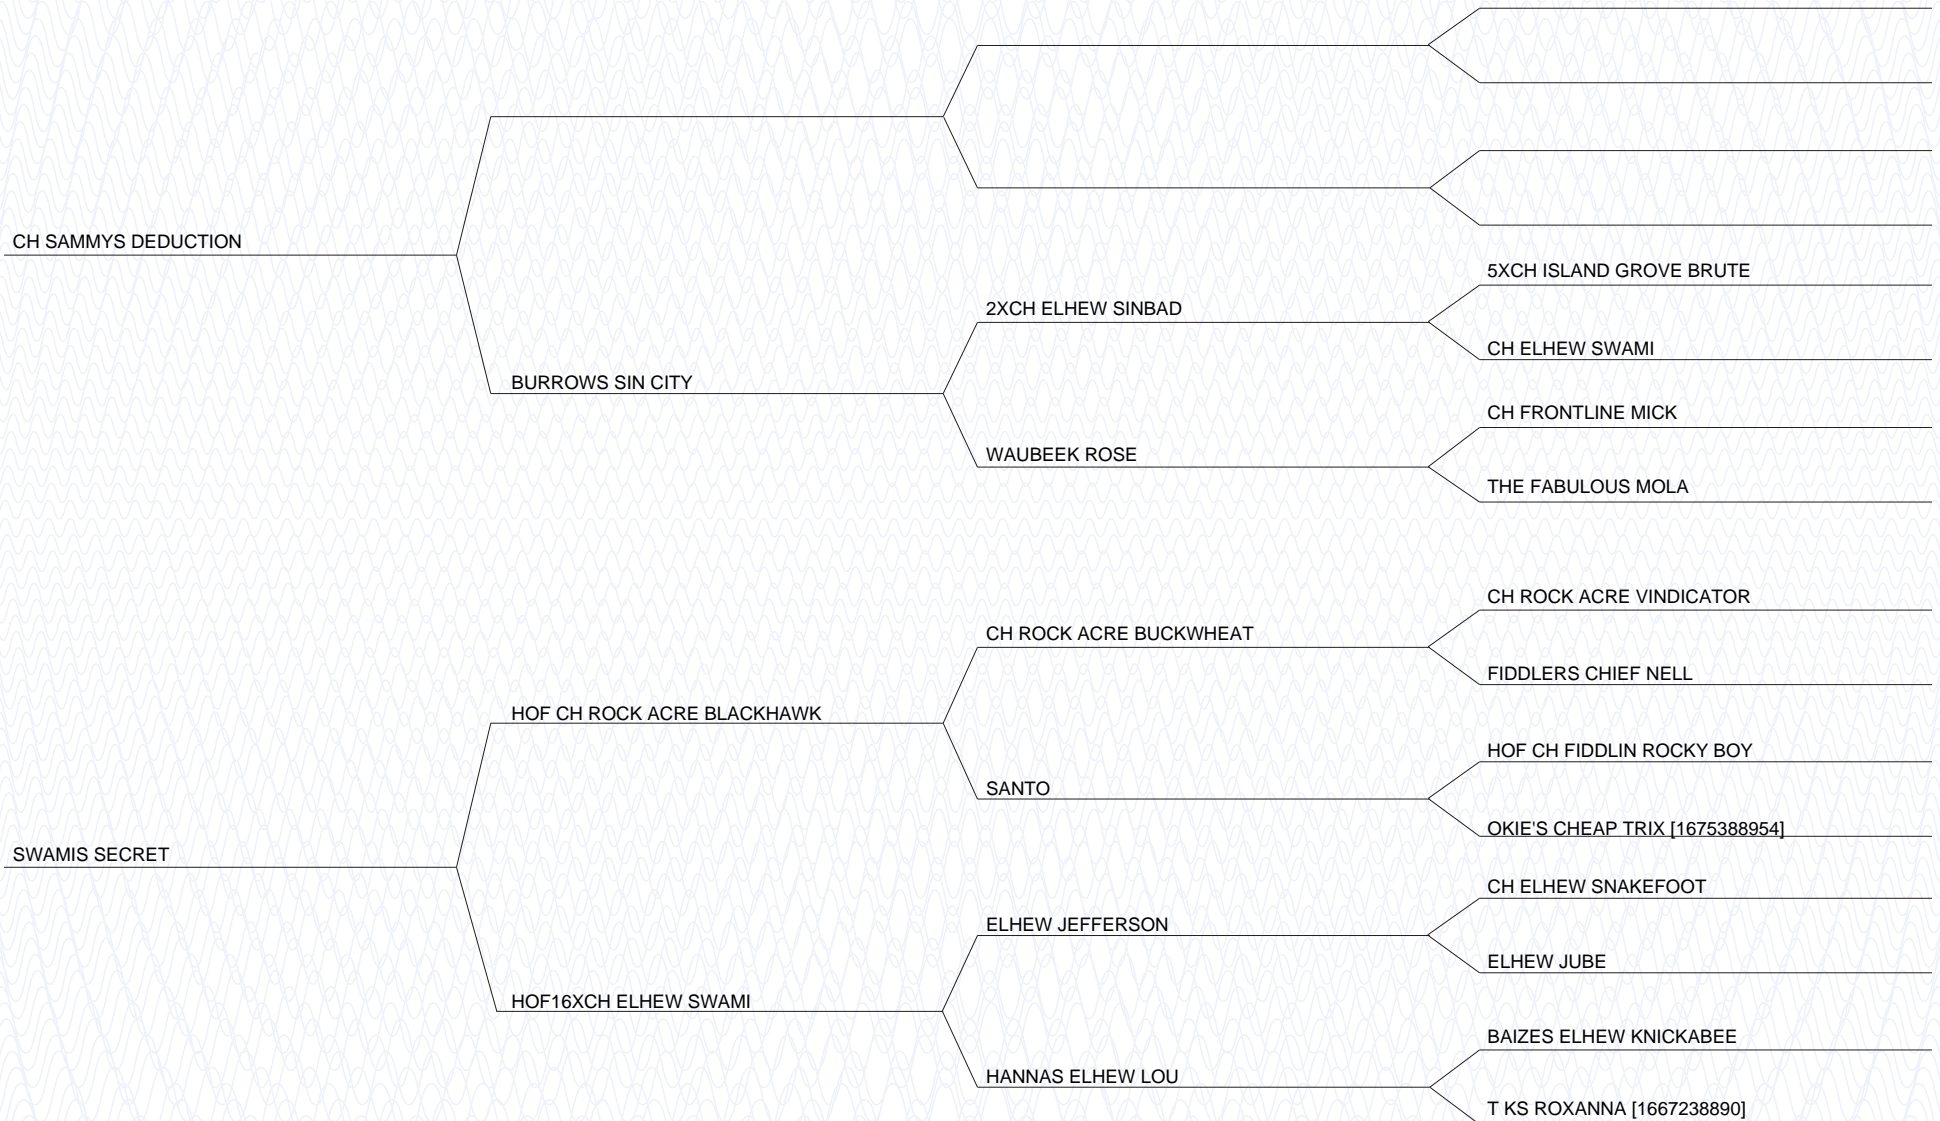 CH SAMMYS DEDUCTION
BURROWS SIN CITY
2XCH ELHEW SINBAD
5XCH ISLAND GROVE BRUTE
CH ELHEW SWAMI
WAUBEEK ROSE
CH FRONTLINE MICK
THE FABULOUS MOLA
SWAMIS SECRET
HOF CH ROCK ACRE BLACKHAWK
CH ROCK ACRE BUCKWHEAT
CH ROCK ACRE VINDICATOR
FIDDLERS CHIEF NELL
SANTO
HOF CH FIDDLIN ROCKY BOY
OKIE'S CHEAP TRIX [1675388954]
HOF16XCH ELHEW SWAMI
ELHEW JEFFERSON
CH ELHEW SNAKEFOOT
ELHEW JUBE
HANNAS ELHEW LOU
BAIZES ELHEW KNICKABEE
T KS ROXANNA [1667238890]